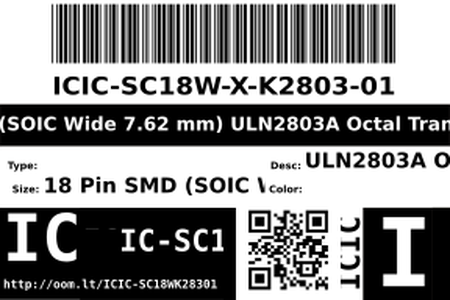 ICIC-SC18W-X-K2803-01
(SOIC Wide 7.62 mm) ULN2803A Octal Tran
Type:
Desc: ULN2803A O
Size: 18 Pin SMD (SOIC W
Color:
IC
IC-SC1
ICIC
I
http://oom.lt/ICIC-SC18WK28301